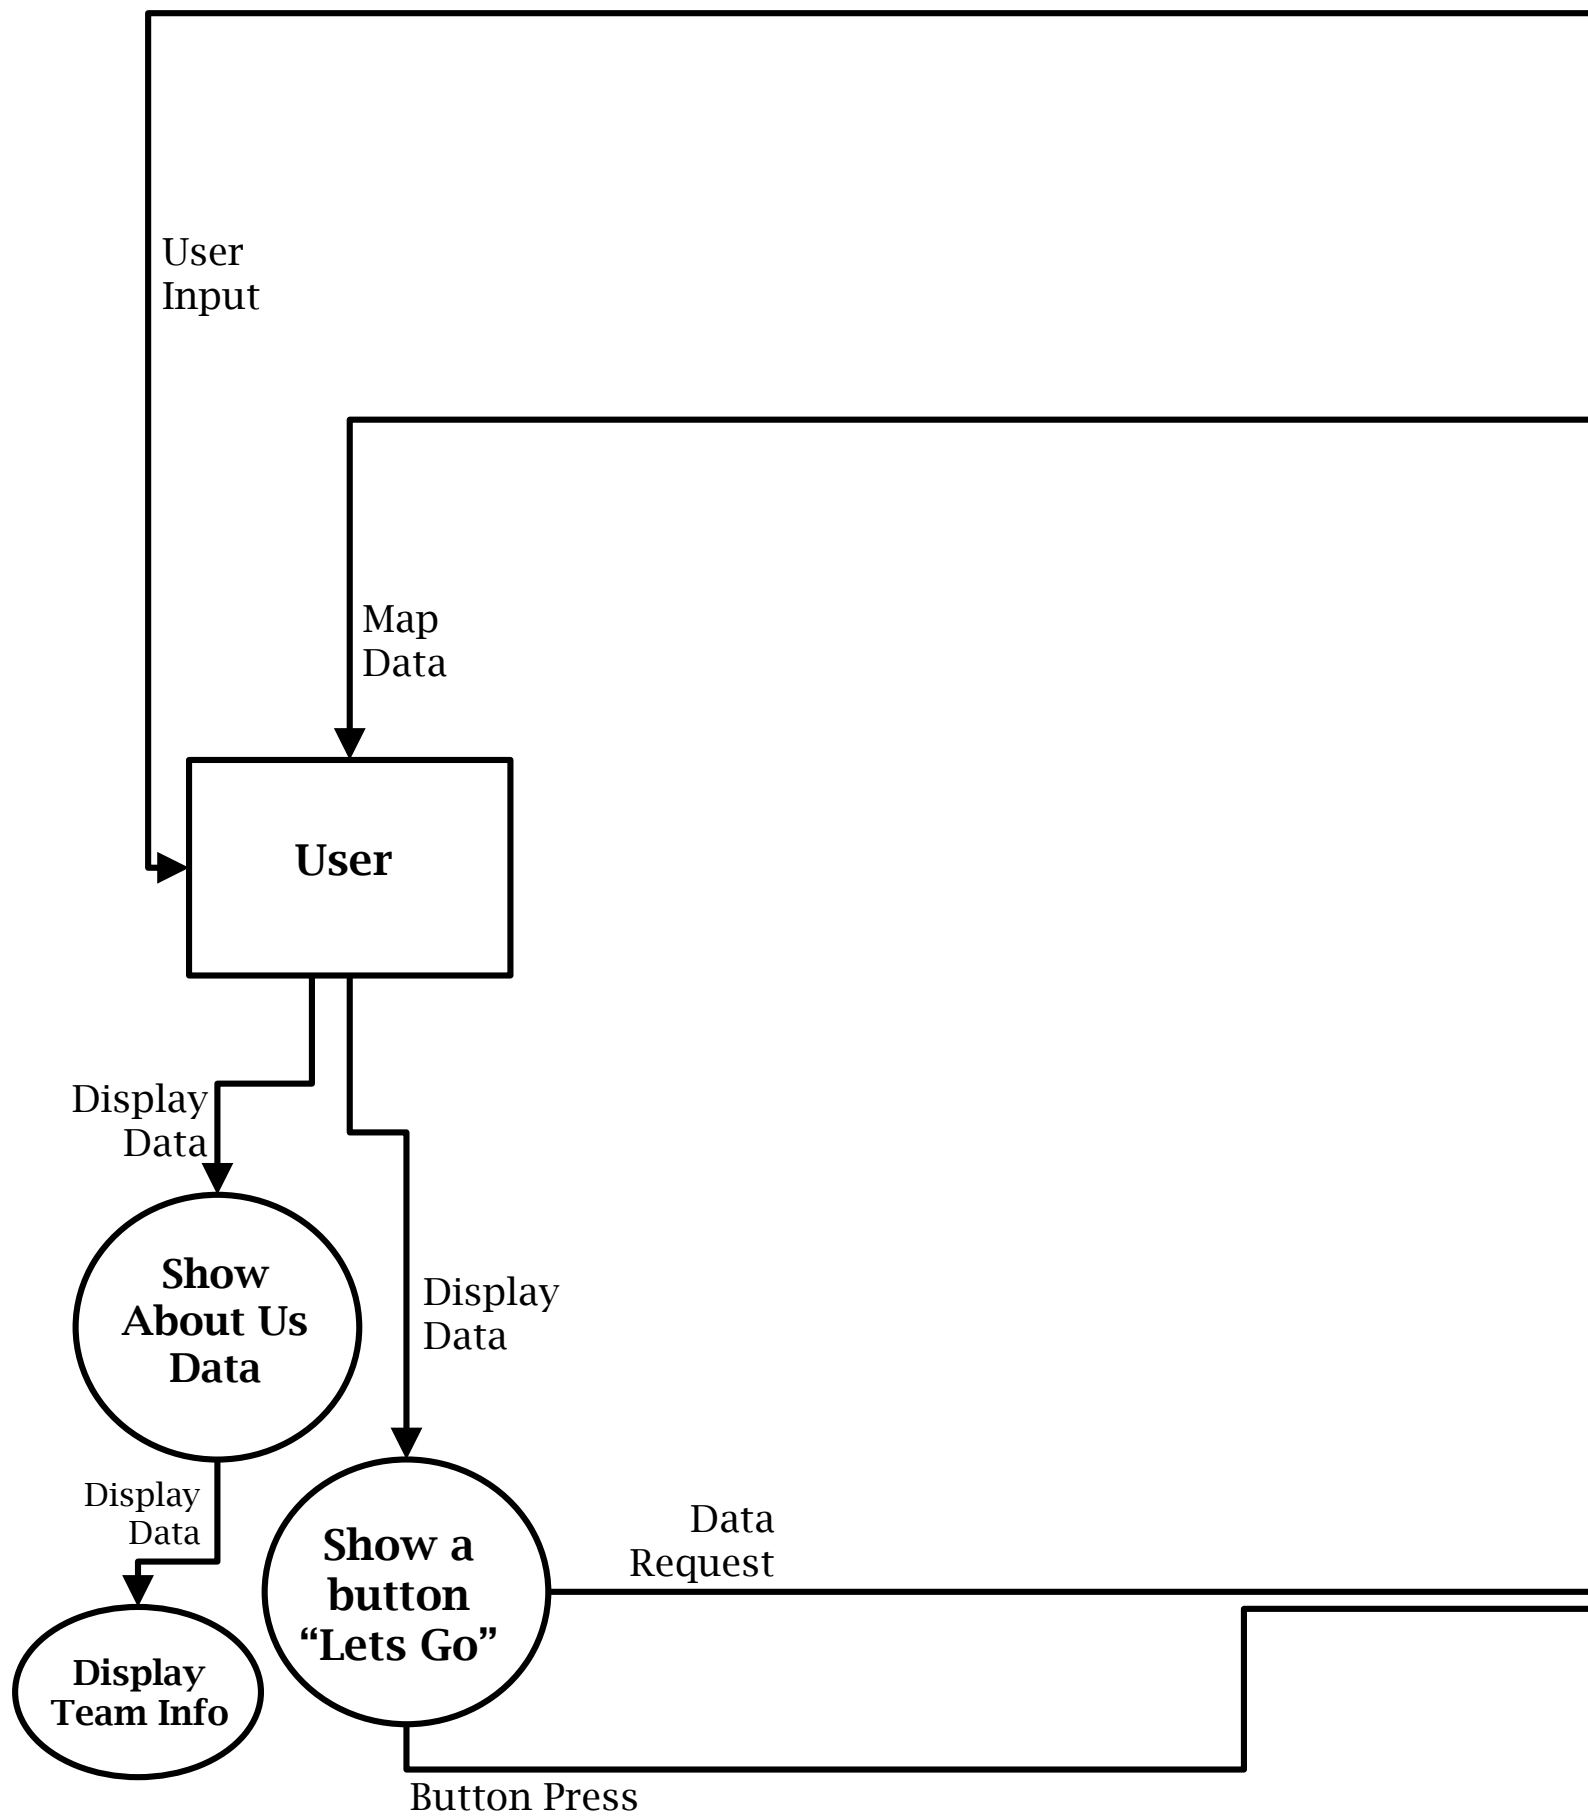 User
Input
Map
Data
User
Display
Data
Show
About Us
Data
Display
Data
Display
Data
Show a
button
“Lets Go”
Data
Request
Display
Team Info
Button Press